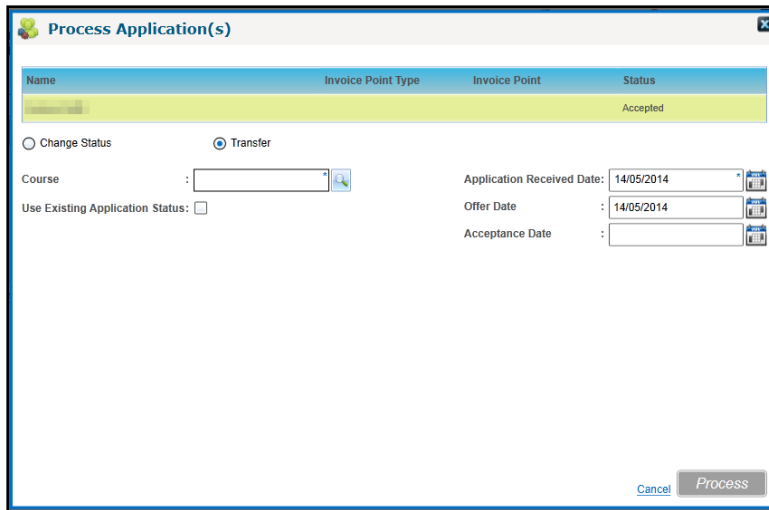 Process Application(s)
Name Invoice Point Type Invoice Point Status
Accepted
Change Status Transfer
Course : * Application Received Date: 14/05/2014 *
Use Existing Application Status: Offer Date : 14/05/2014
Acceptance Date :
Cancel Process